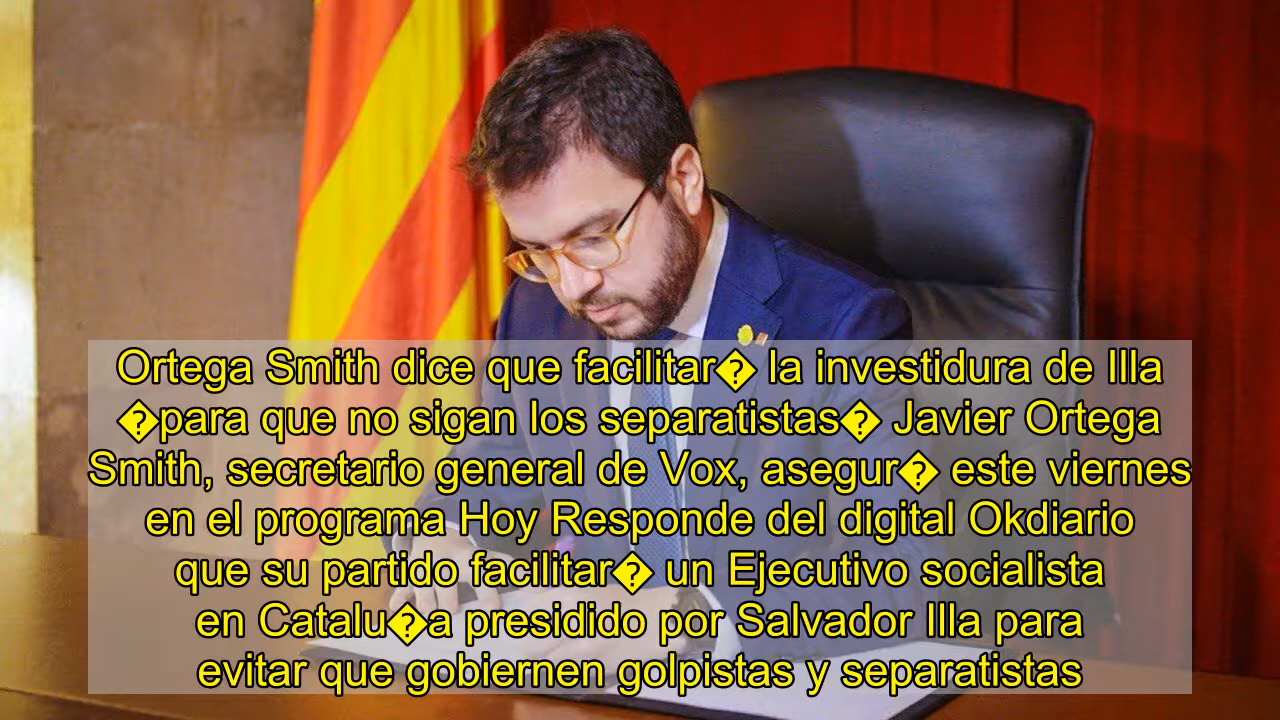 Ortega Smith dice que facilitar� la investidura de Illa
�para que no sigan los separatistas� Javier Ortega
Smith, secretario general de Vox, asegur� este viernes
en el programa Hoy Responde del digital Okdiario
que su partido facilitar� un Ejecutivo socialista
en Catalu�a presidido por Salvador Illa para
evitar que gobiernen golpistas y separatistas